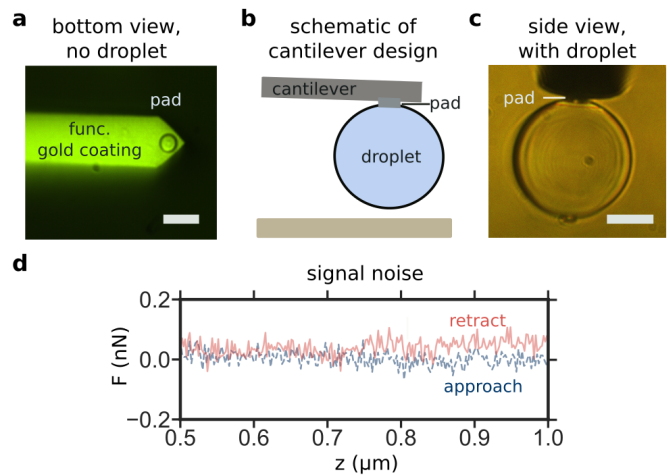 a
bottom view,
no droplet
pad
func.
gold coating
b
schematic of
cantilever design
cantilever
pad
droplet
c
side view,
with droplet
pad
d
signal noise
F (nN)
0.2
0.0
−0.2
retract
approach
0.5
0.6
0.7
0.8
0.9
1.0
z (μm)